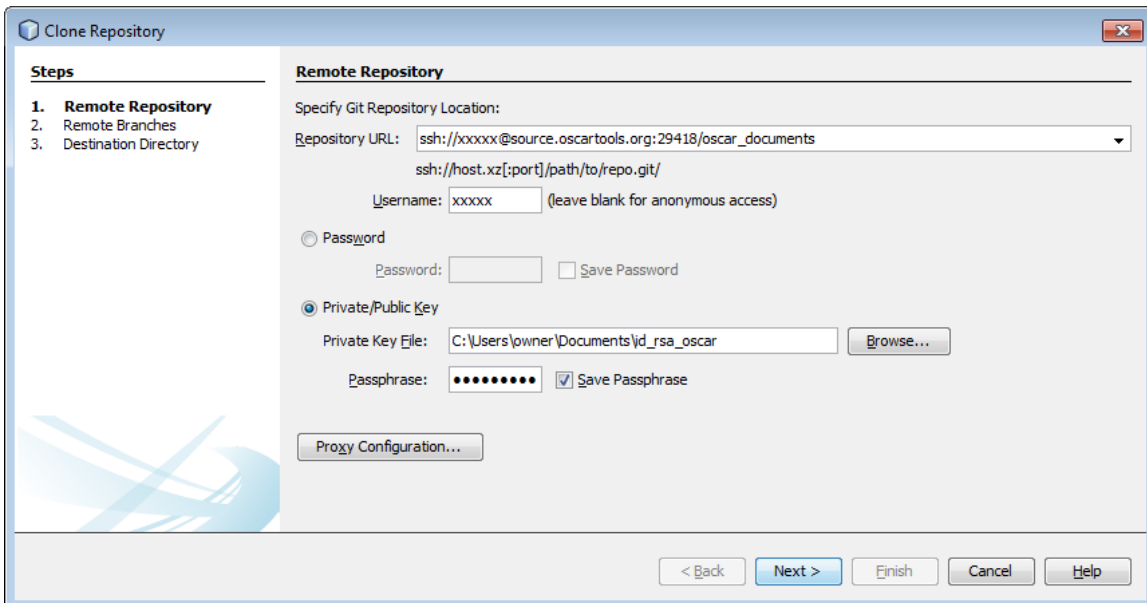 Clone Repository
Steps
1. Remote Repository
2. Remote Branches
3. Destination Directory
Remote Repository
Specify Git Repository Location:
Repository URL: ssh://xxxxx@source.oscartools.org:29418/oscar_documents
ssh://host.xz[:port]/path/to/repo.git/
Username: xxxxx (leave blank for anonymous access)
Password
Password: Save Password
Private/Public Key
Private Key File: C:\Users\owner\Documents\id_rsa_oscar Browse...
Passphrase: ●●●●●●●●● Save Passphrase
Proxy Configuration...
< Back Next > Finish Cancel Help